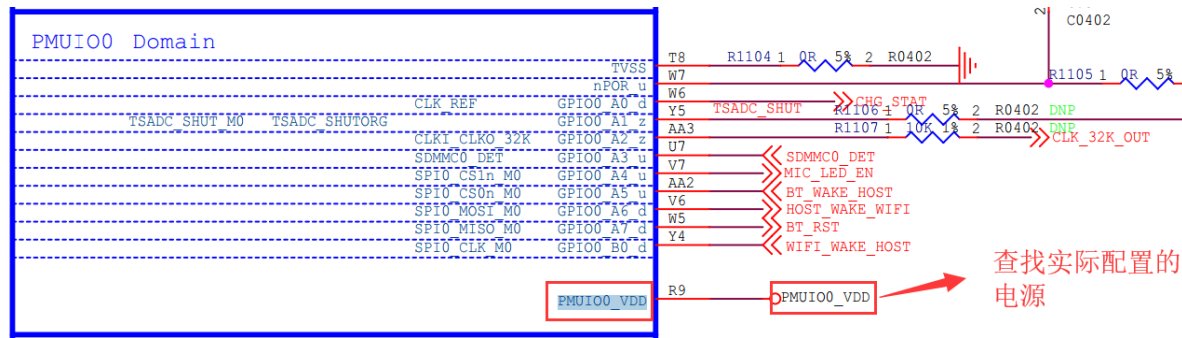 C0402
PMUIO0 Domain
T8 R1104 1 0R 5% 2 R0402
TVSS
W7 R1105 1 0R 5%
nPOR_u
W6
CLK_REF GPIO0_A0_d CHG_STAT
Y5 TSADC_SHUT R1106 1 0R 5% 2 R0402 DNP
TSADC_SHUT_M0 TSADC_SHUTORG GPIO0_A1_z
AA3 R1107 1 10K 1% 2 R0402 DNP
CLKI_CLKO_32K GPIO0_A2_z CLK_32K_OUT
U7
SDMMC0_DET GPIO0_A3_u SDMMC0_DET
V7
SPI0_CS1n_M0 GPIO0_A4_u MIC_LED_EN
AA2
SPI0_CS0n_M0 GPIO0_A5_u BT_WAKE_HOST
V6
SPI0_MOSI_M0 GPIO0_A6_d HOST_WAKE_WIFI
W5
SPI0_MISO_M0 GPIO0_A7_d BT_RST
Y4
SPI0_CLK_M0 GPIO0_B0_d WIFI_WAKE_HOST
R9
PMUIO0_VDD PMUIO0_VDD
查找实际配置的
电源